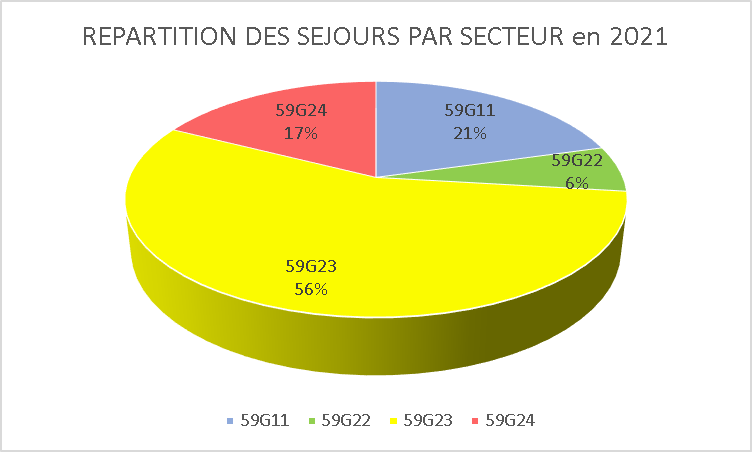 REPARTITION DES SEJOURS PAR SECTEUR en 2021
59G24
17%
59G11
21%
59G22
6%
59G23
56%
59G11 59G22 59G23 59G24